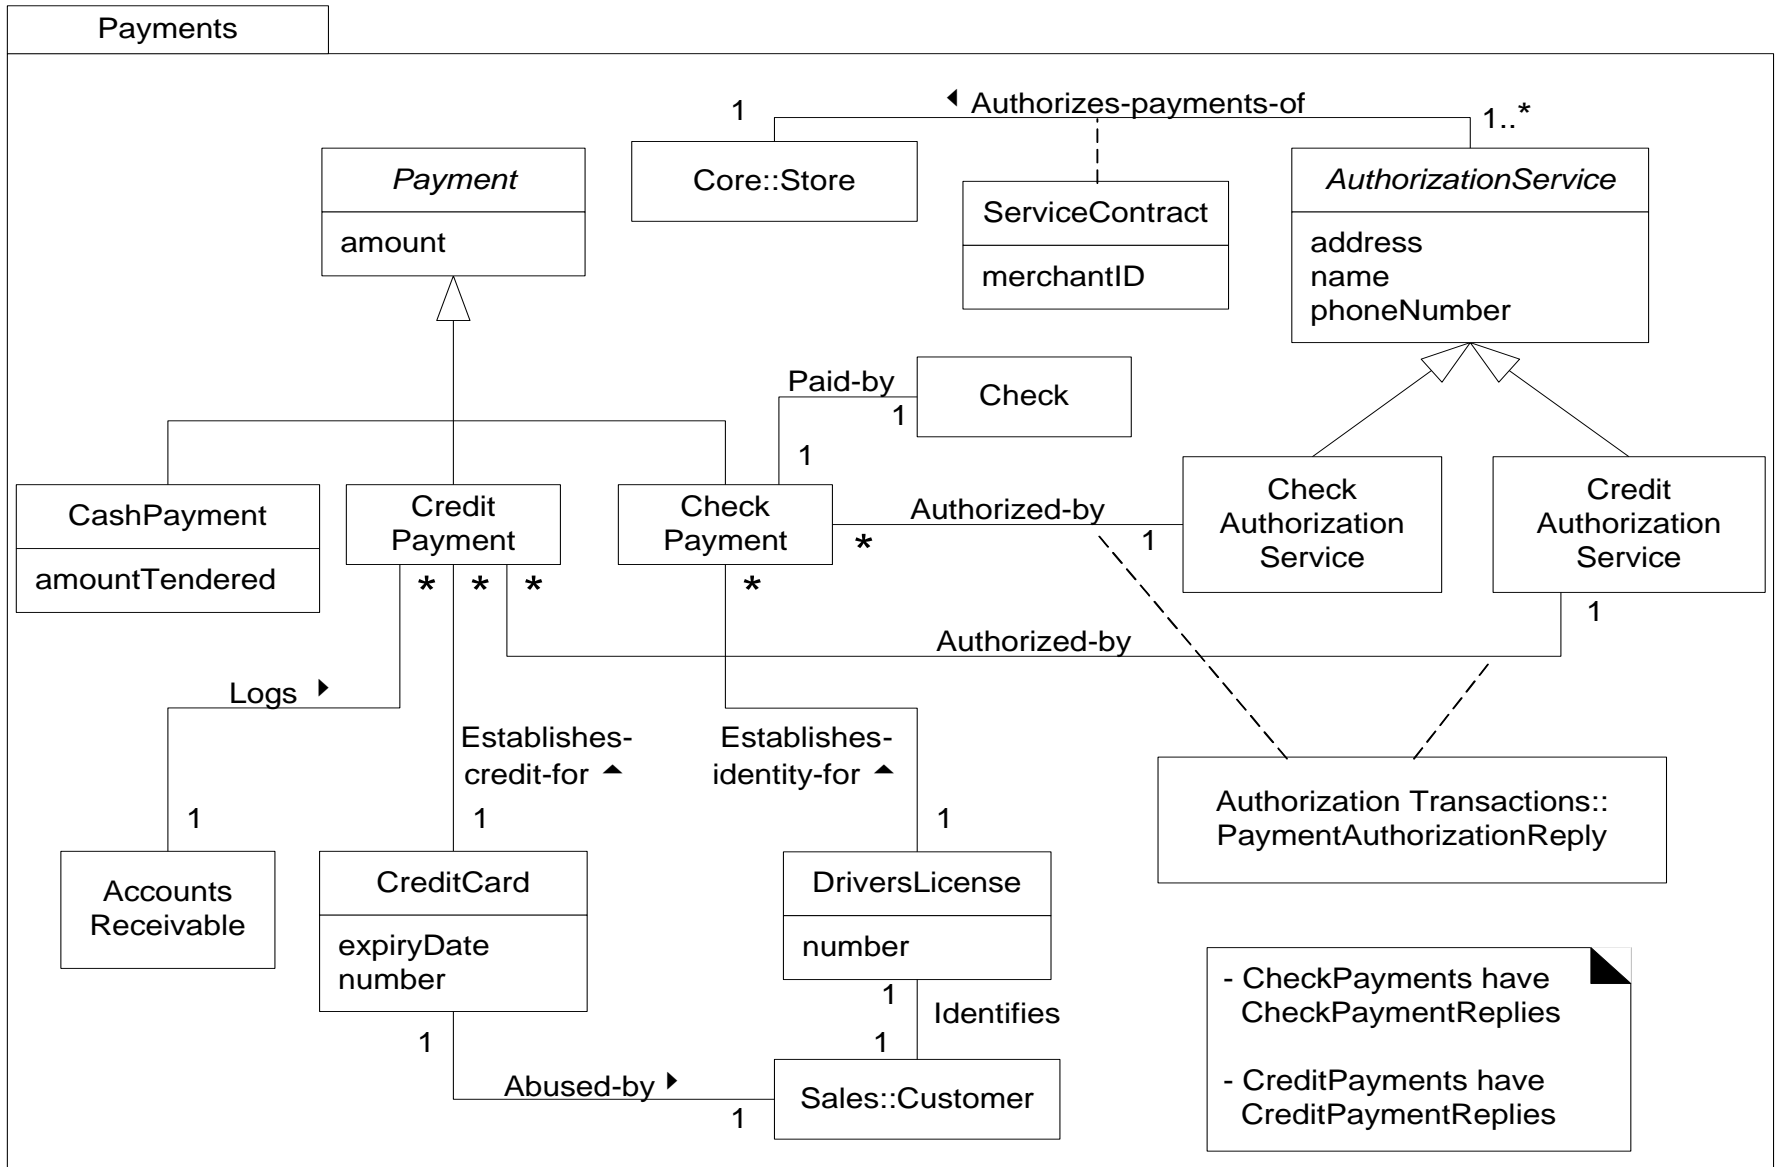 Payments
1
Authorizes-payments-of
1..*
Payment
amount
Core::Store
ServiceContract
merchantID
AuthorizationService
address
name
phoneNumber
Paid-by
1
Check
1
CashPayment
amountTendered
Credit
Payment
Check
Payment
Authorized-by
*
1
Check
Authorization
Service
Credit
Authorization
Service
*
*
*
*
1
Authorized-by
Logs
Establishes-
credit-for
Establishes-
identity-for
1
1
1
Authorization Transactions::
PaymentAuthorizationReply
Accounts
Receivable
CreditCard
expiryDate
number
DriversLicense
number
1
Identifies
1
1
Abused-by
1
Sales::Customer
- CheckPayments have
CheckPaymentReplies
- CreditPayments have
CreditPaymentReplies